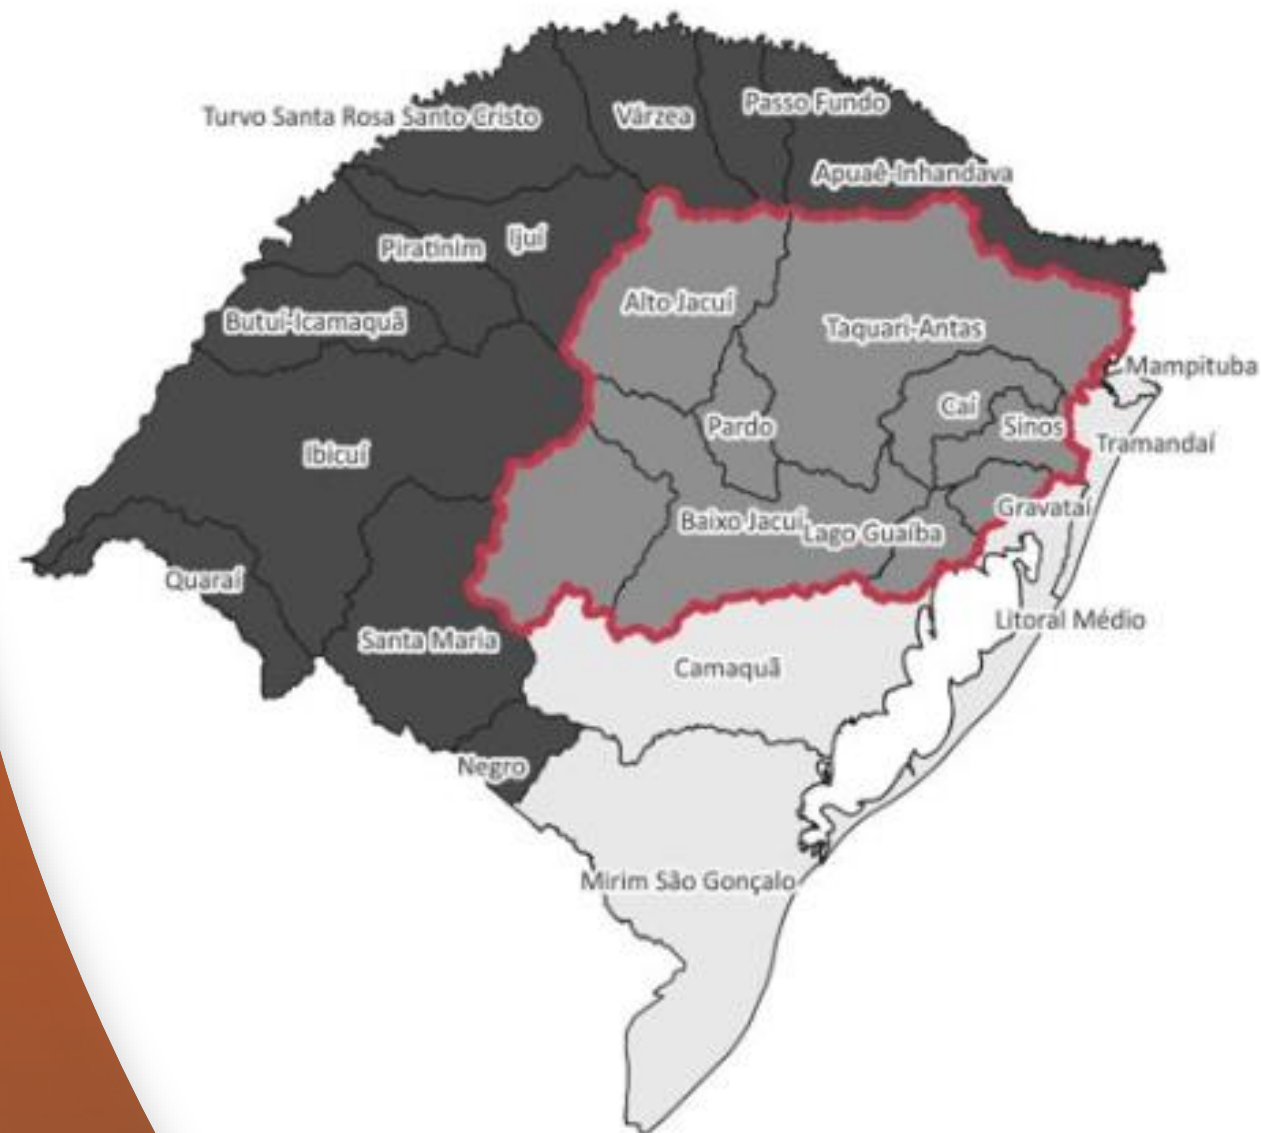 Passo Fundo
Turvo Santa Rosa Santo Cristo
Várzea
Apuaê-Inhandava
Ijuí
Piratinim
Alto Jacuí
Butuí-Icamaquã
Taquari-Antas
Mampituba
Caí
Pardo
Sinos
Tramandaí
Ibicuí
Gravataí
Baixo Jacuí
Lago Guaíba
Quaraí
Litoral Médio
Santa Maria
Camaquã
Negro
Mirim São Gonçalo